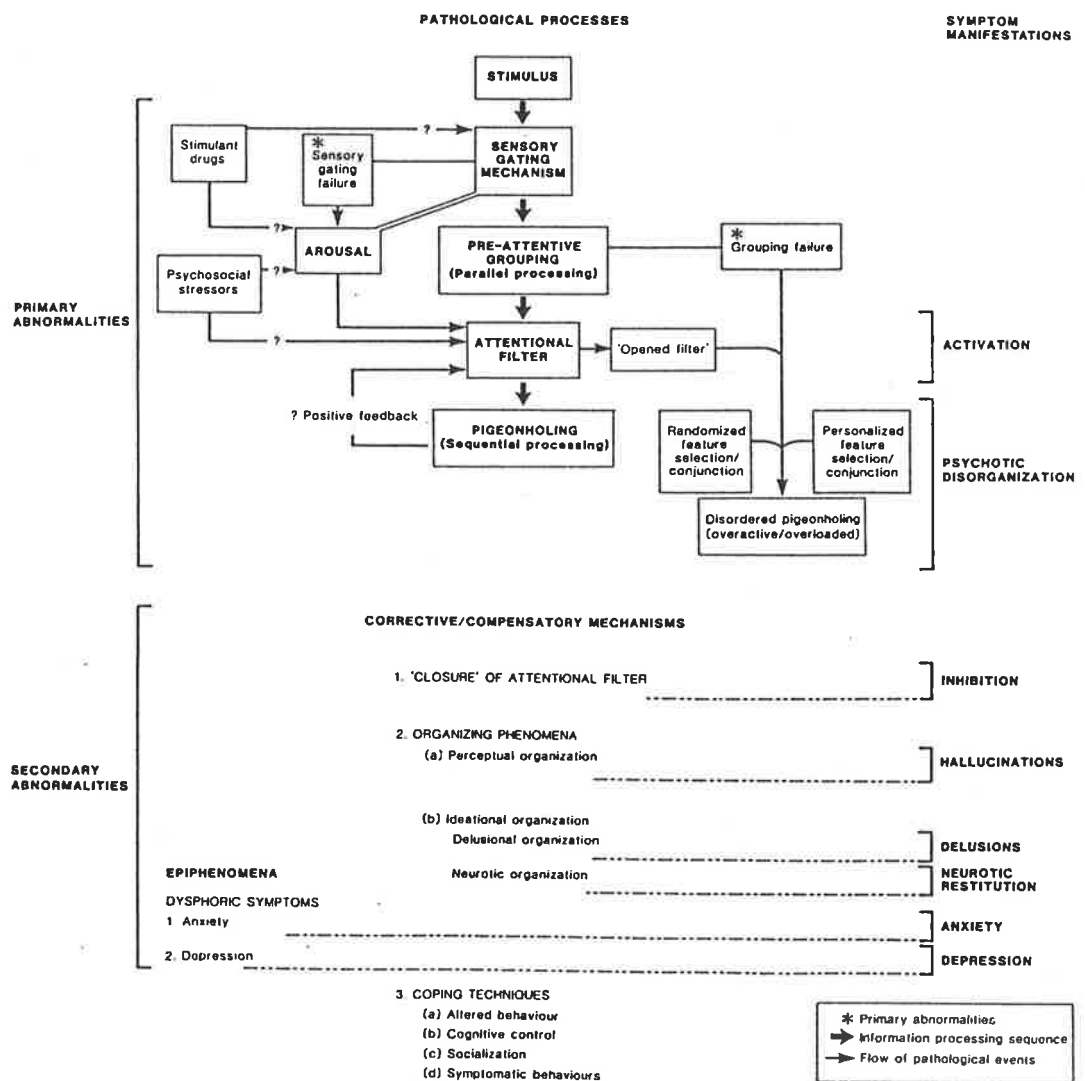 PATHOLOGICAL PROCESSES
SYMPTOM
MANIFESTATIONS
STIMULUS
Stimulant
drugs
?
* Sensory
gating
failure
SENSORY
GATING
MECHANISM
?
AROUSAL
PRE-ATTENTIVE
GROUPING
(Parallel processing)
*
Grouping failure
Psychosocial
stressors
?
PRIMARY
ABNORMALITIES
?
ATTENTIONAL
FILTER
'Opened filter'
ACTIVATION
? Positive feedback
PIGEONHOLING
(Sequential processing)
Randomized
feature
selection/
conjunction
Personalized
feature
selection/
conjunction
PSYCHOTIC
DISORGANIZATION
Disordered pigeonholing
(overactive/overloaded)
CORRECTIVE/COMPENSATORY MECHANISMS
1. 'CLOSURE' OF ATTENTIONAL FILTER
INHIBITION
2. ORGANIZING PHENOMENA
(a) Perceptual organization
HALLUCINATIONS
SECONDARY
ABNORMALITIES
(b) Ideational organization
Delusional organization
DELUSIONS
EPIPHENOMENA
Neurotic organization
NEUROTIC
RESTITUTION
DYSPHORIC SYMPTOMS
1 Anxiety
ANXIETY
2. Depression
DEPRESSION
3. COPING TECHNIQUES
(a) Altered behaviour
(b) Cognitive control
(c) Socialization
(d) Symptomatic behaviours
* Primary abnormalities
Information processing sequence
Flow of pathological events